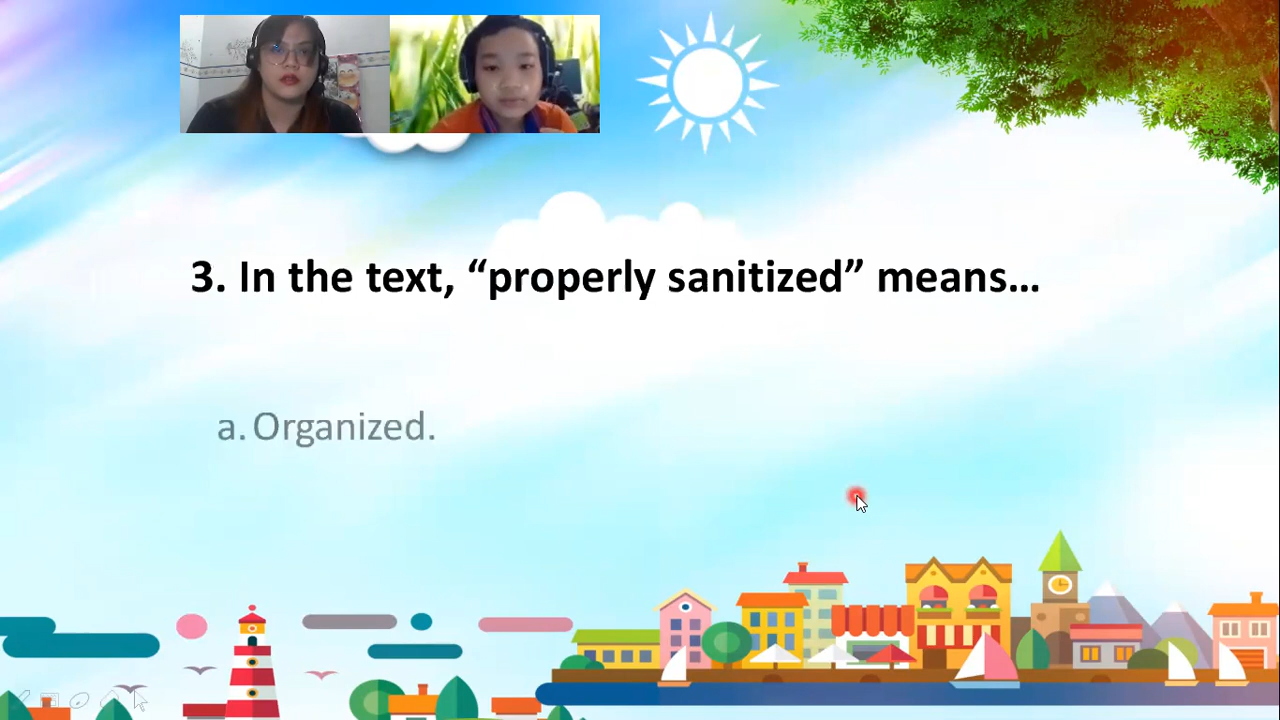 3. In the text, “properly sanitized” means…
a. Organized.